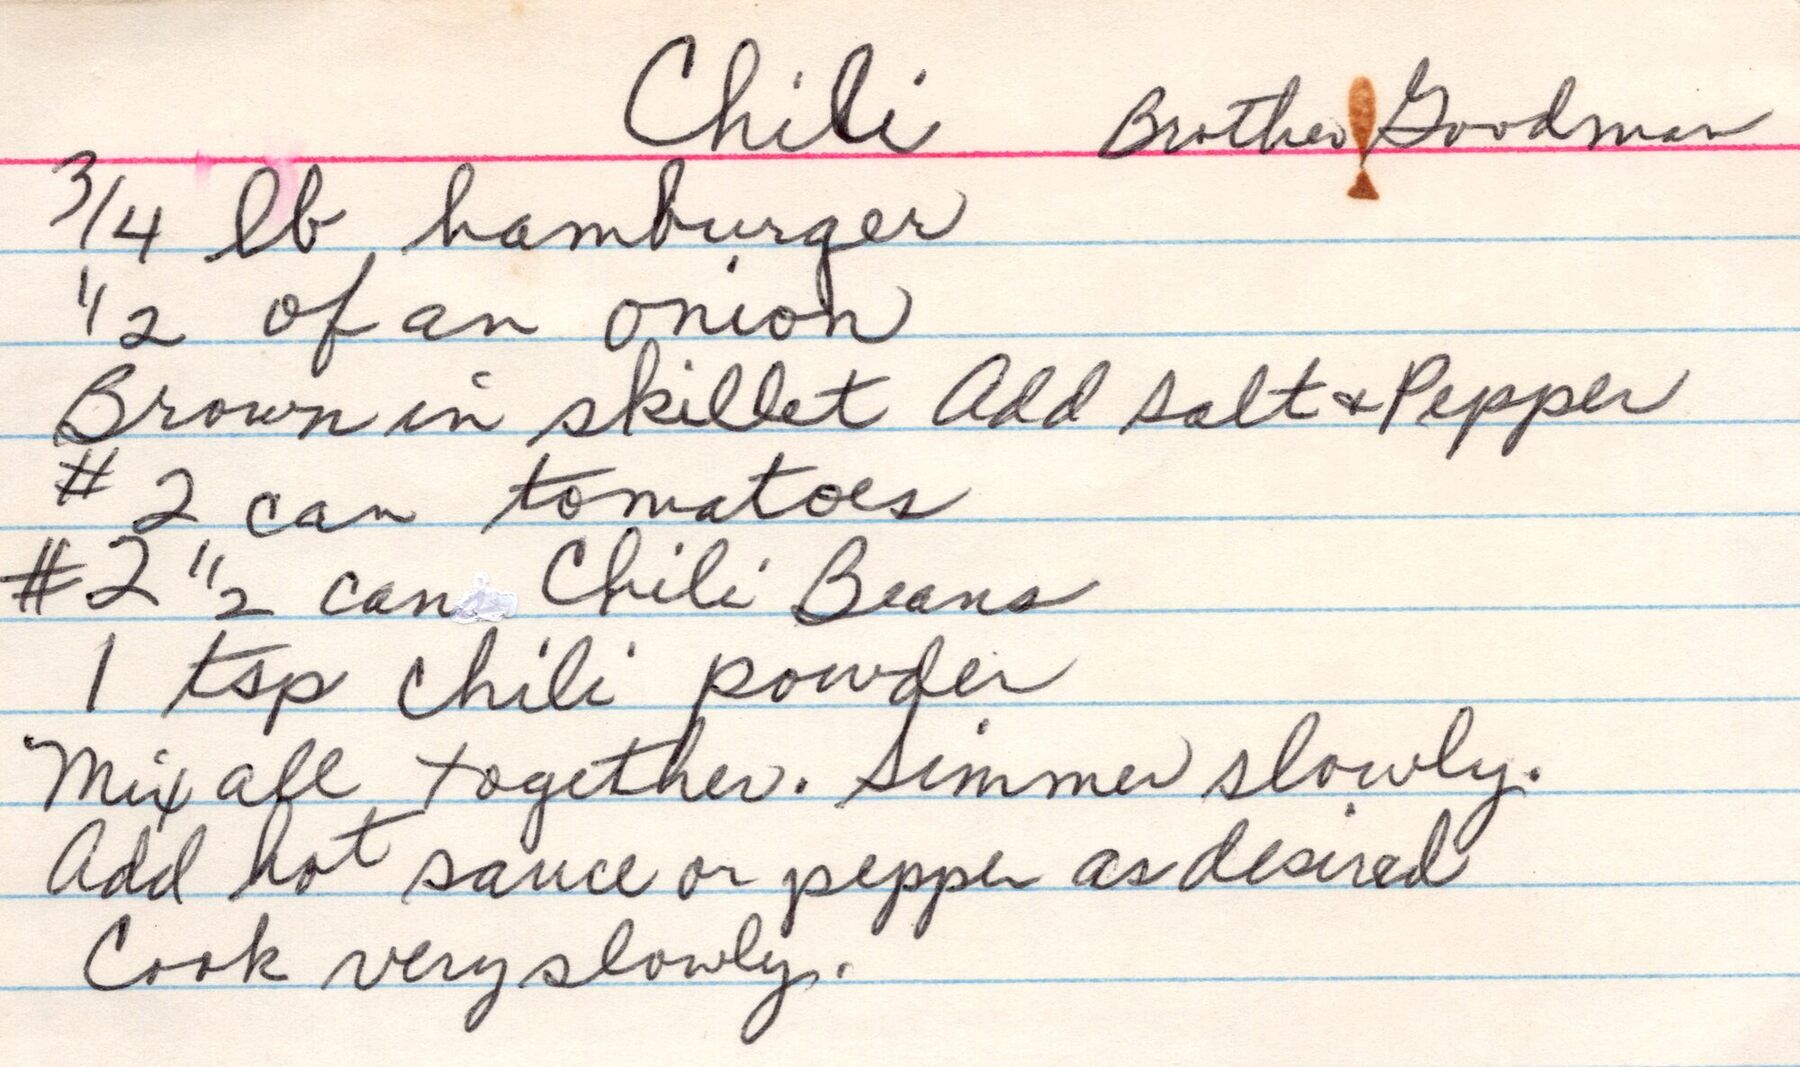 Chili Brother Goodman
3/4 lb hamburger
1/2 of an onion
Brown in skillet Add salt & Pepper
# 2 can tomatoes
#2 1/2 can Chili Beans
1 tsp chili powder
Mix all together. Simmer slowly.
Add hot sauce or pepper as desired
Cook very slowly.